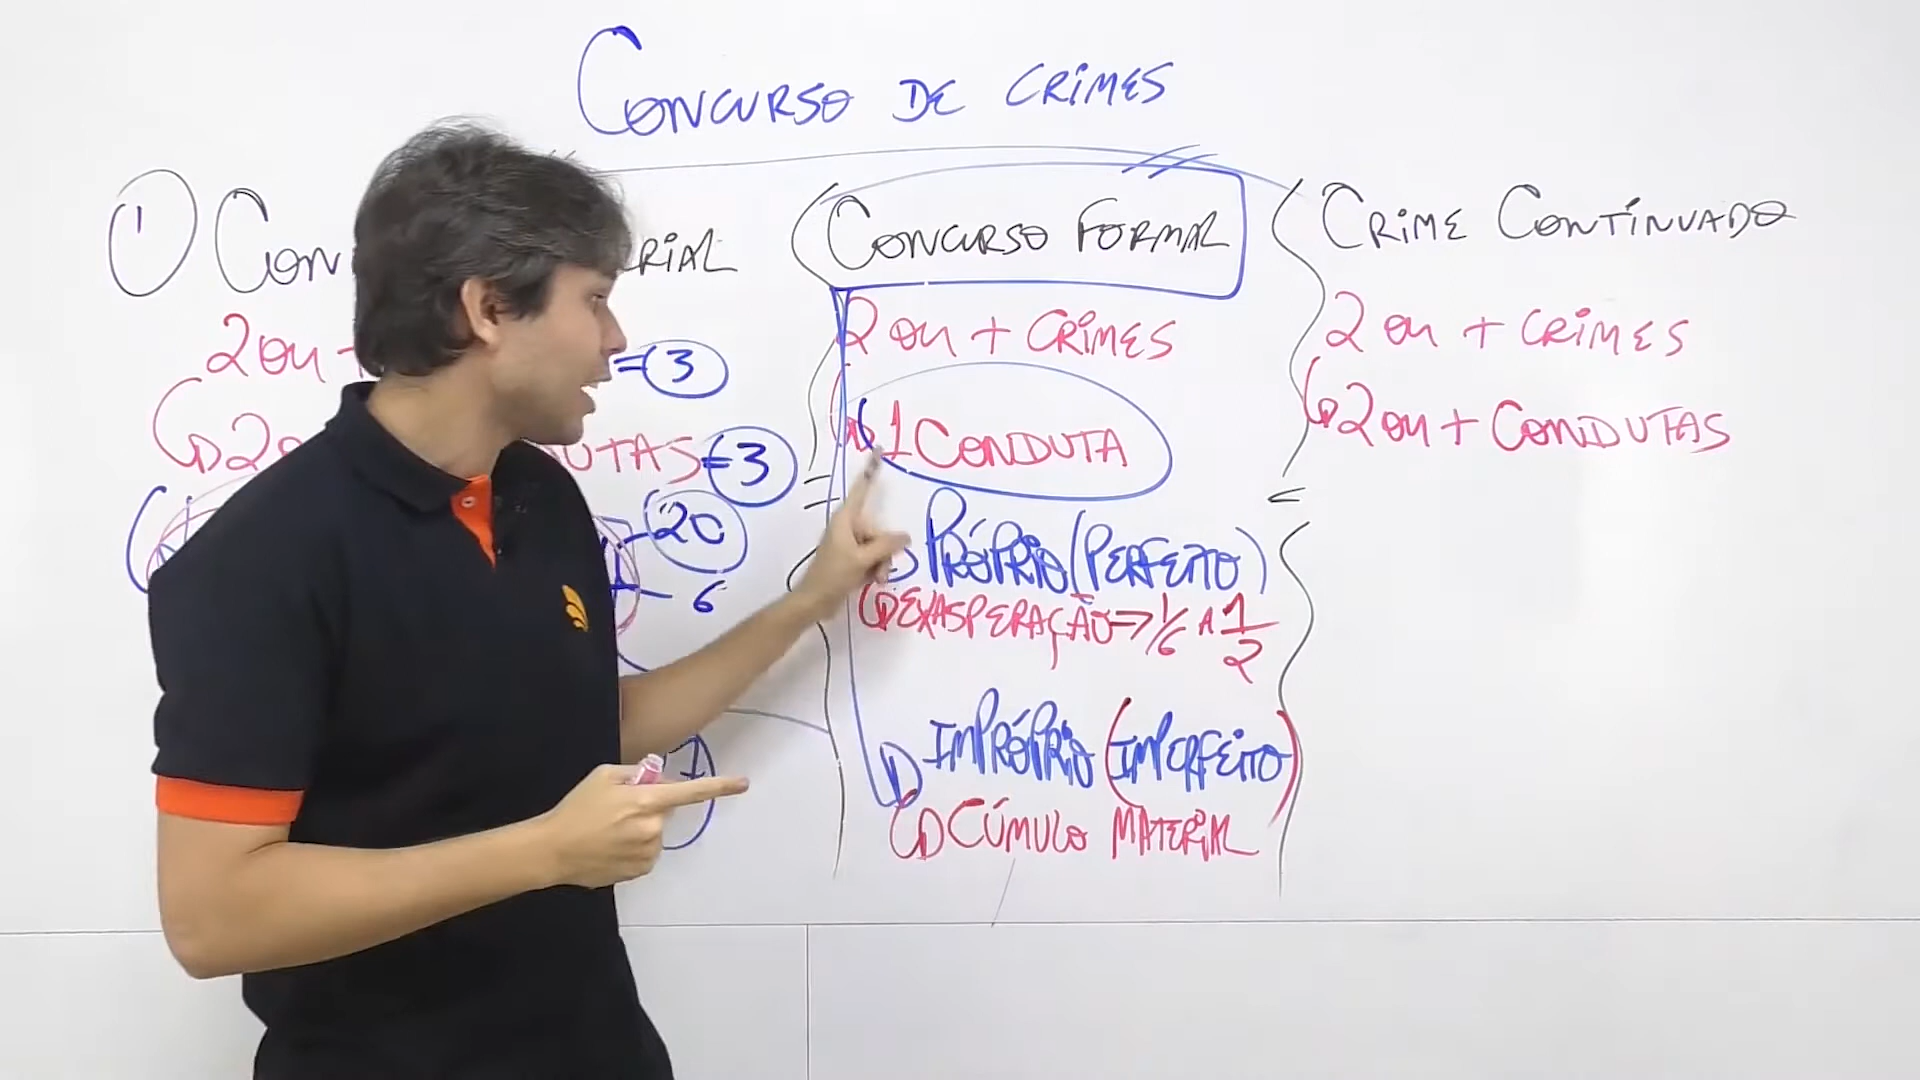 CONCURSO DE CRIMES
1 CON RIAL
2 ou + = 3
2 UTAS = 3
20
6
CONCURSO FORMAL
2 ou + CRIMES
1 CONDUTA
PRÓPRIO (PERFEITO)
EXASPERAÇÃO → 1/6 A 1/2
IMPRÓPRIO (IMPERFEITO)
CÚMULO MATERIAL
CRIME CONTÍNUADO
2 ou + CRIMES
2 ou + CONDUTAS